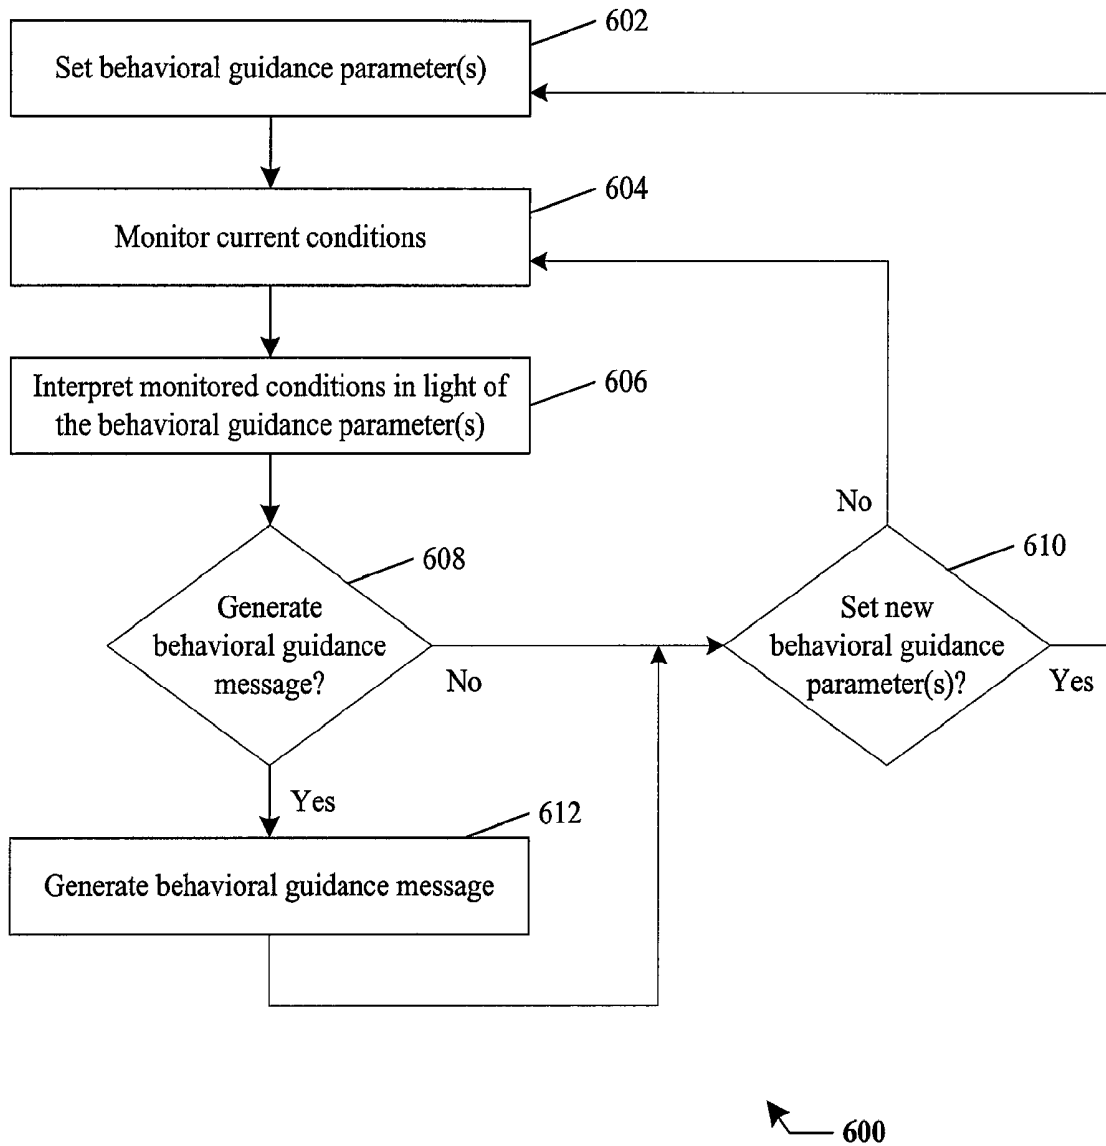 602
Set behavioral guidance parameter(s)
604
Monitor current conditions
Interpret monitored conditions in light of
the behavioral guidance parameter(s)
606
No
608
610
Generate
behavioral guidance
message?
Set new
behavioral guidance
parameter(s)?
No
Yes
Yes
612
Generate behavioral guidance message
600